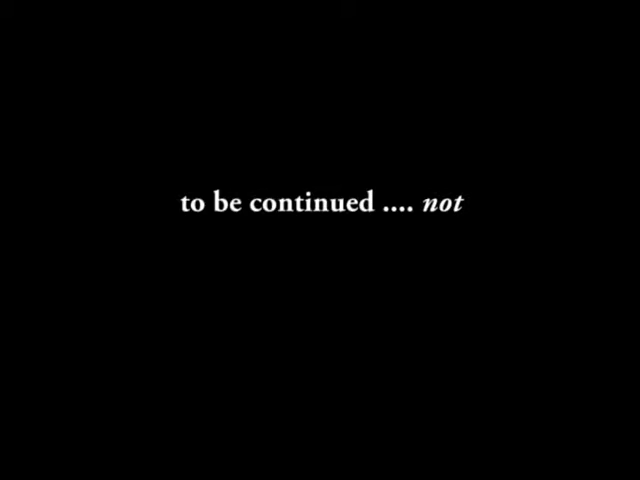 to be continued .... not